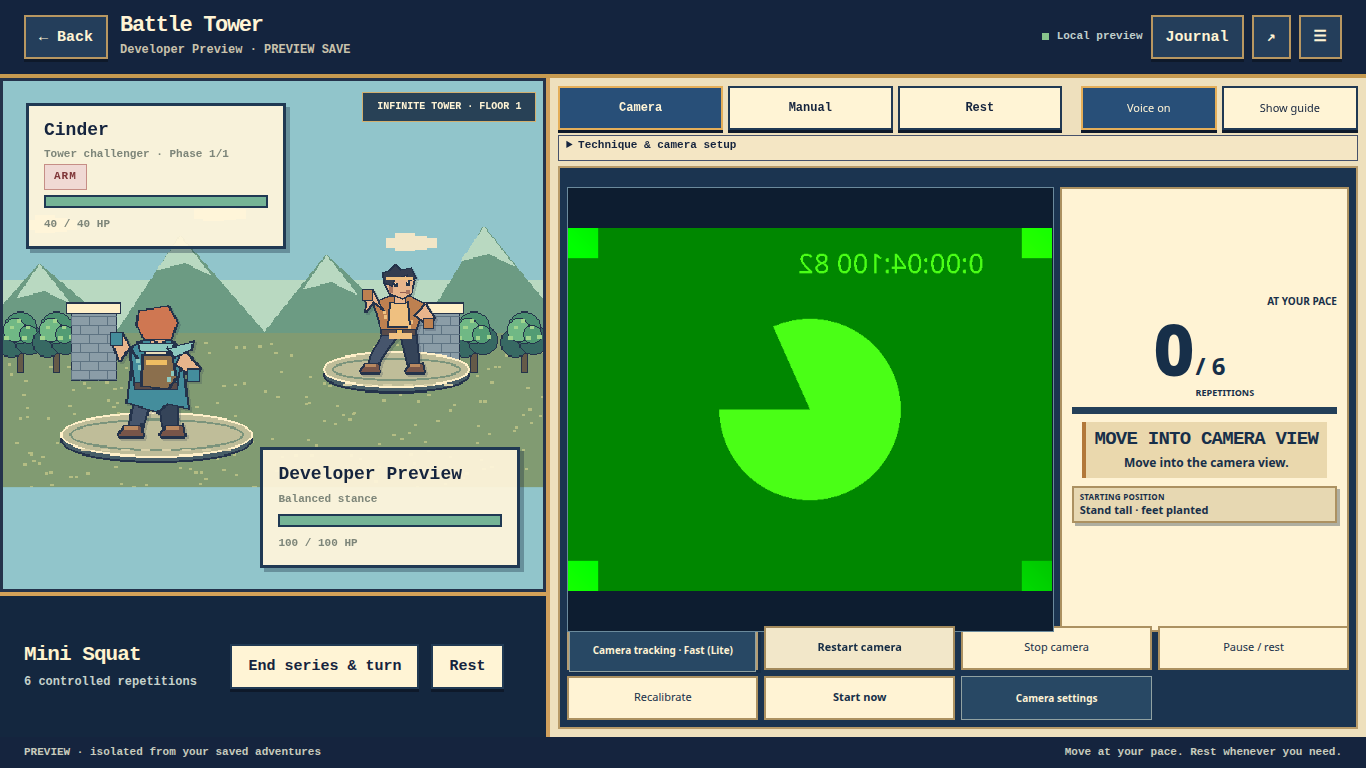 ← Back
Battle Tower
Developer Preview · PREVIEW SAVE
Local preview
Journal
↗
☰
INFINITE TOWER · FLOOR 1
Cinder
Tower challenger · Phase 1/1
ARM
40 / 40 HP
Developer Preview
Balanced stance
100 / 100 HP
Mini Squat
6 controlled repetitions
End series & turn
Rest
Camera
Manual
Rest
Voice on
Show guide
▶ Technique & camera setup
0:00:04:100 82
AT YOUR PACE
0 / 6
REPETITIONS
MOVE INTO CAMERA VIEW
Move into the camera view.
STARTING POSITION
Stand tall · feet planted
Camera tracking · Fast (Lite)
Restart camera
Stop camera
Pause / rest
Recalibrate
Start now
Camera settings
PREVIEW · isolated from your saved adventures
Move at your pace. Rest whenever you need.